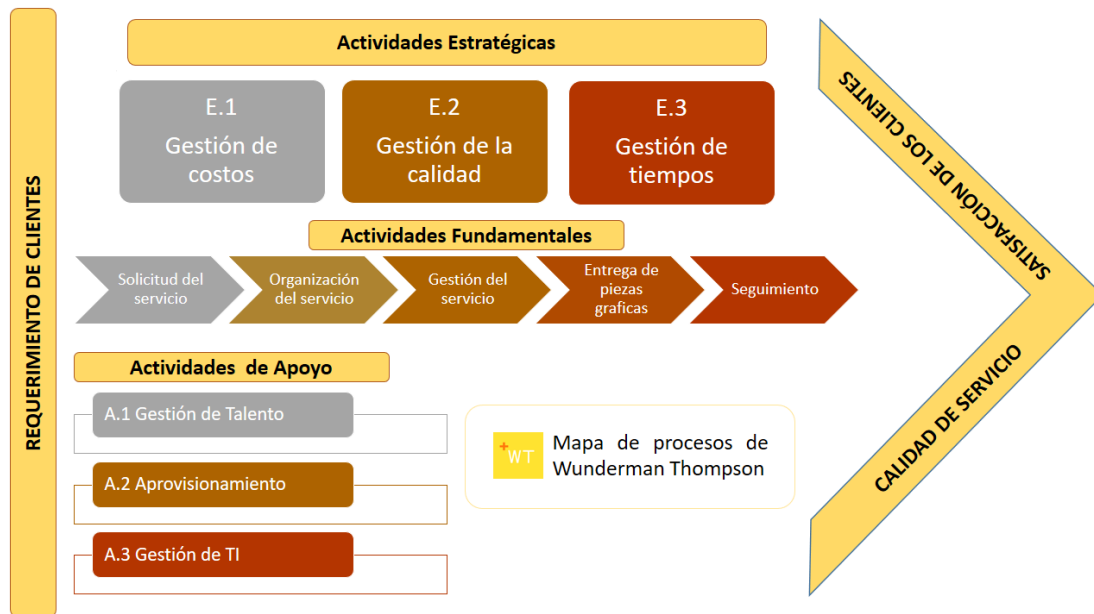 REQUERIMIENTO DE CLIENTES
Actividades Estratégicas
E.1
Gestión de
costos
E.2
Gestión de la
calidad
E.3
Gestión de
tiempos
Actividades Fundamentales
Solicitud del
servicio
Organización
del servicio
Gestión del
servicio
Entrega de
piezas
graficas
Seguimiento
Actividades de Apoyo
A.1 Gestión de Talento
A.2 Aprovisionamiento
A.3 Gestión de TI
+WT
Mapa de procesos de
Wunderman Thompson
SATISFACCIÓN DE LOS CLIENTES
CALIDAD DE SERVICIO